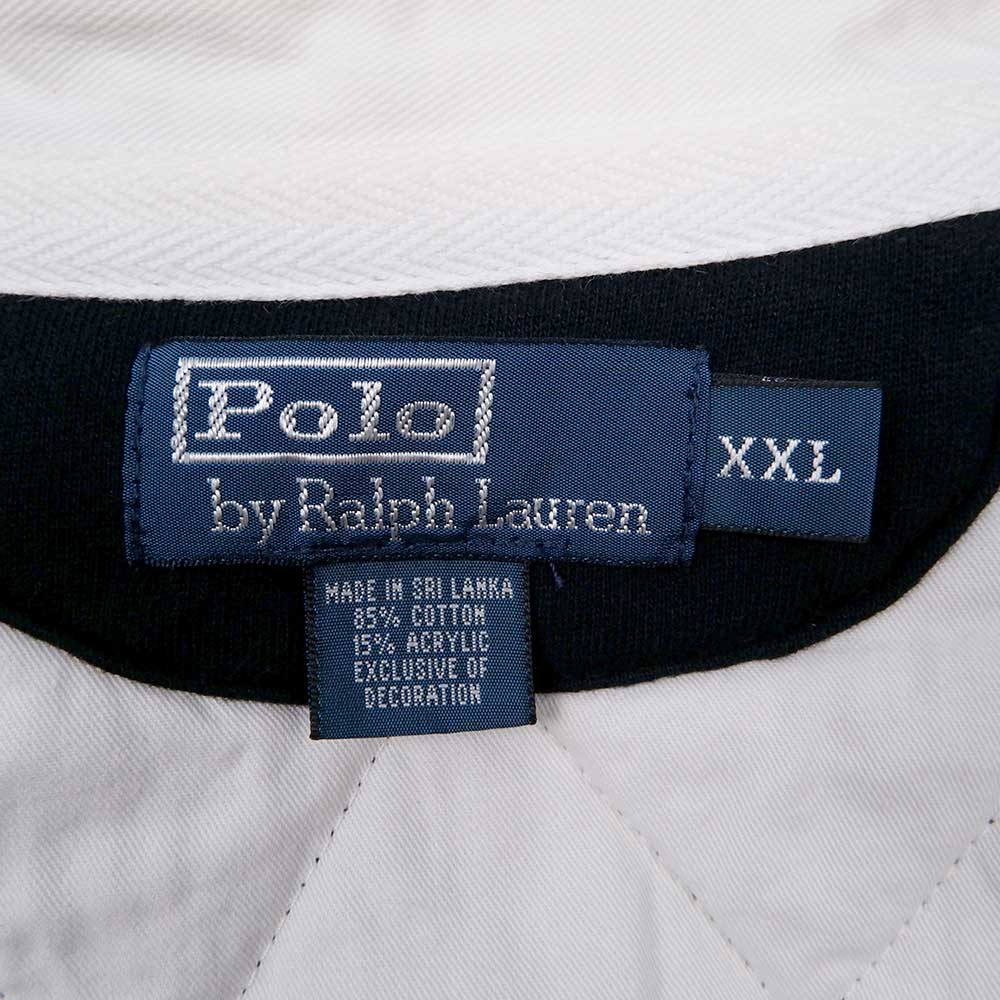 Polo
by Ralph Lauren
XXL
MADE IN SRI LANKA
85% COTTON
15% ACRYLIC
EXCLUSIVE OF
DECORATION